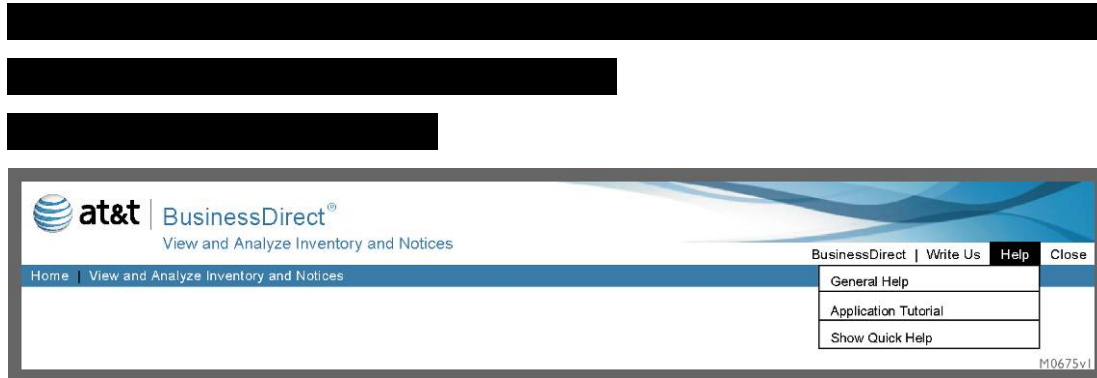 at&t BusinessDirect®
View and Analyze Inventory and Notices
BusinessDirect | Write Us Help Close
Home | View and Analyze Inventory and Notices
General Help
Application Tutorial
Show Quick Help
M0675v1